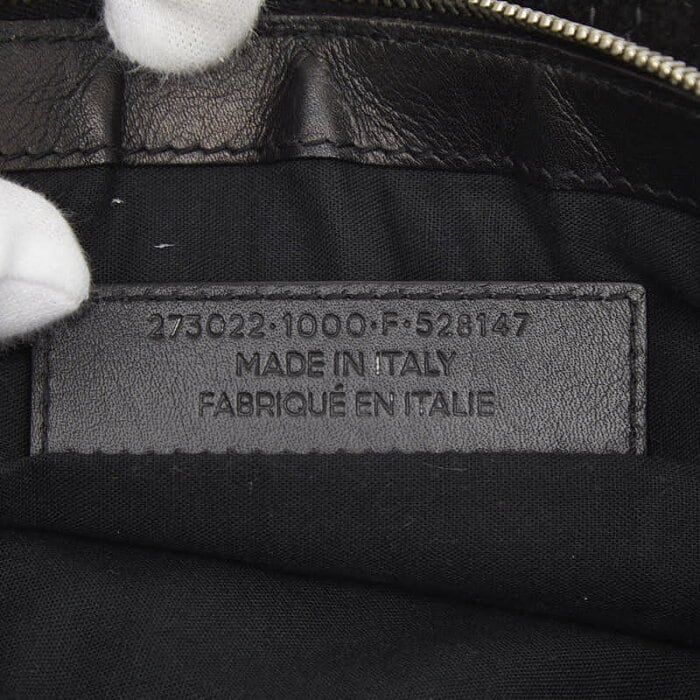 273022·1000·F·528147
MADE IN ITALY
FABRIQUÉ EN ITALIE